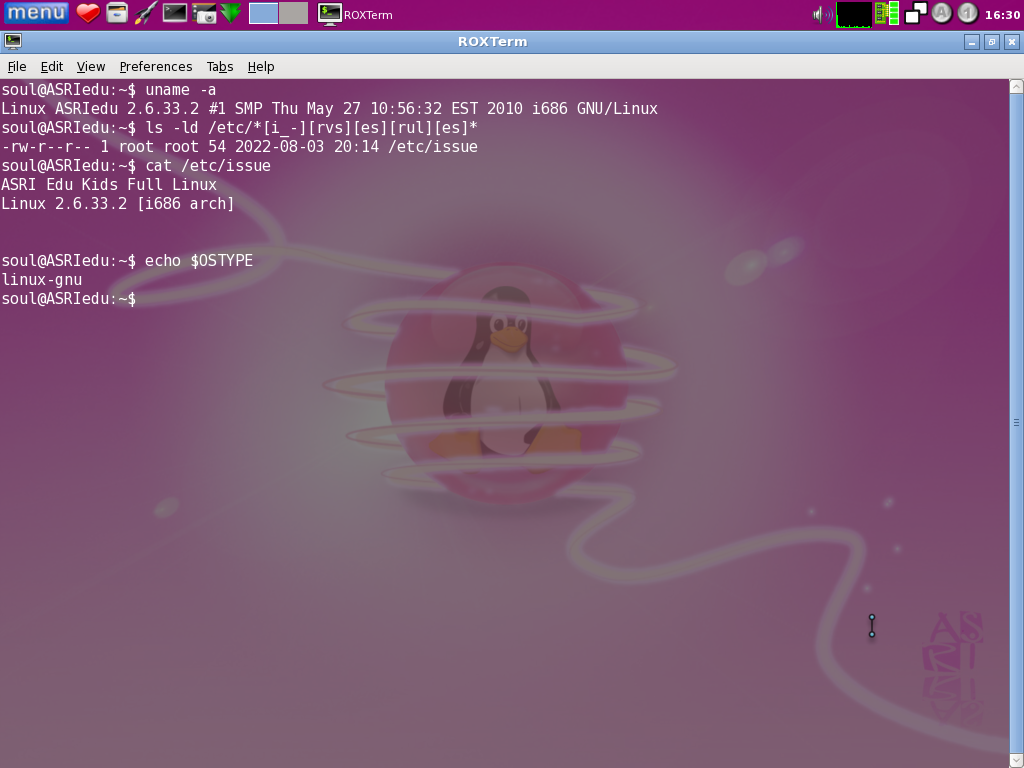 menu
ROXTerm
16:30
ROXTerm
File Edit View Preferences Tabs Help
soul@ASRIedu:~$ uname -a
Linux ASRIedu 2.6.33.2 #1 SMP Thu May 27 10:56:32 EST 2010 i686 GNU/Linux
soul@ASRIedu:~$ ls -ld /etc/*[i_-][rvs][es][rul][es]*
-rw-r--r-- 1 root root 54 2022-08-03 20:14 /etc/issue
soul@ASRIedu:~$ cat /etc/issue
ASRI Edu Kids Full Linux
Linux 2.6.33.2 [i686 arch]
soul@ASRIedu:~$ echo $OSTYPE
linux-gnu
soul@ASRIedu:~$
ASRI